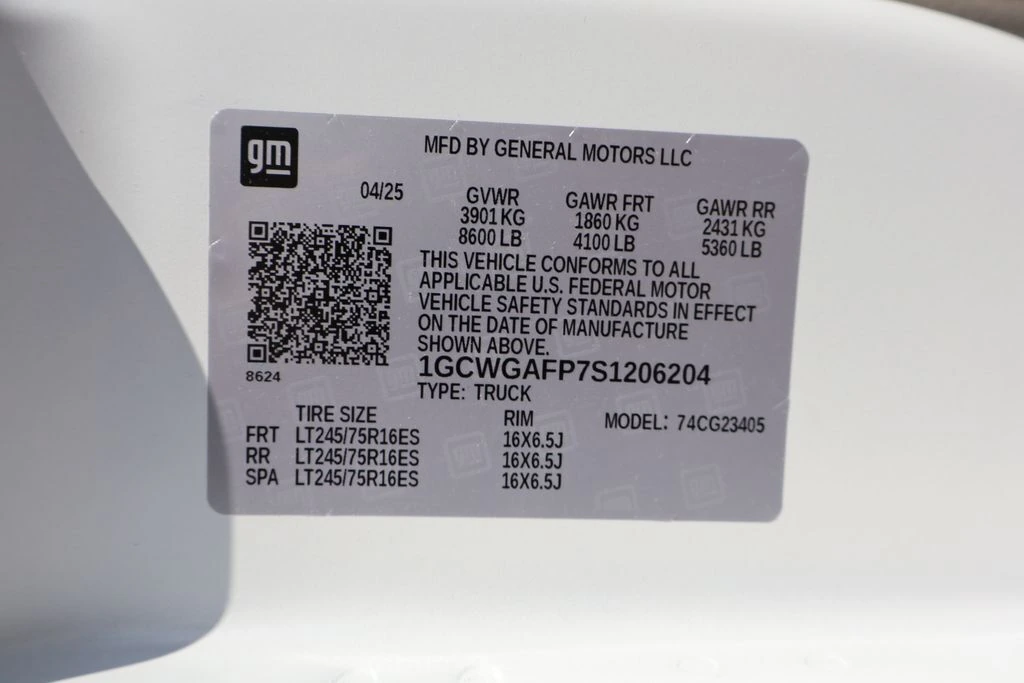 gm
MFD BY GENERAL MOTORS LLC
04/25
GVWR
3901 KG
8600 LB
GAWR FRT
1860 KG
4100 LB
GAWR RR
2431 KG
5360 LB
THIS VEHICLE CONFORMS TO ALL
APPLICABLE U.S. FEDERAL MOTOR
VEHICLE SAFETY STANDARDS IN EFFECT
ON THE DATE OF MANUFACTURE
SHOWN ABOVE.
8624
1GCWGAFP7S1206204
TYPE: TRUCK
TIRE SIZE RIM MODEL: 74CG23405
FRT LT245/75R16ES 16X6.5J
RR LT245/75R16ES 16X6.5J
SPA LT245/75R16ES 16X6.5J